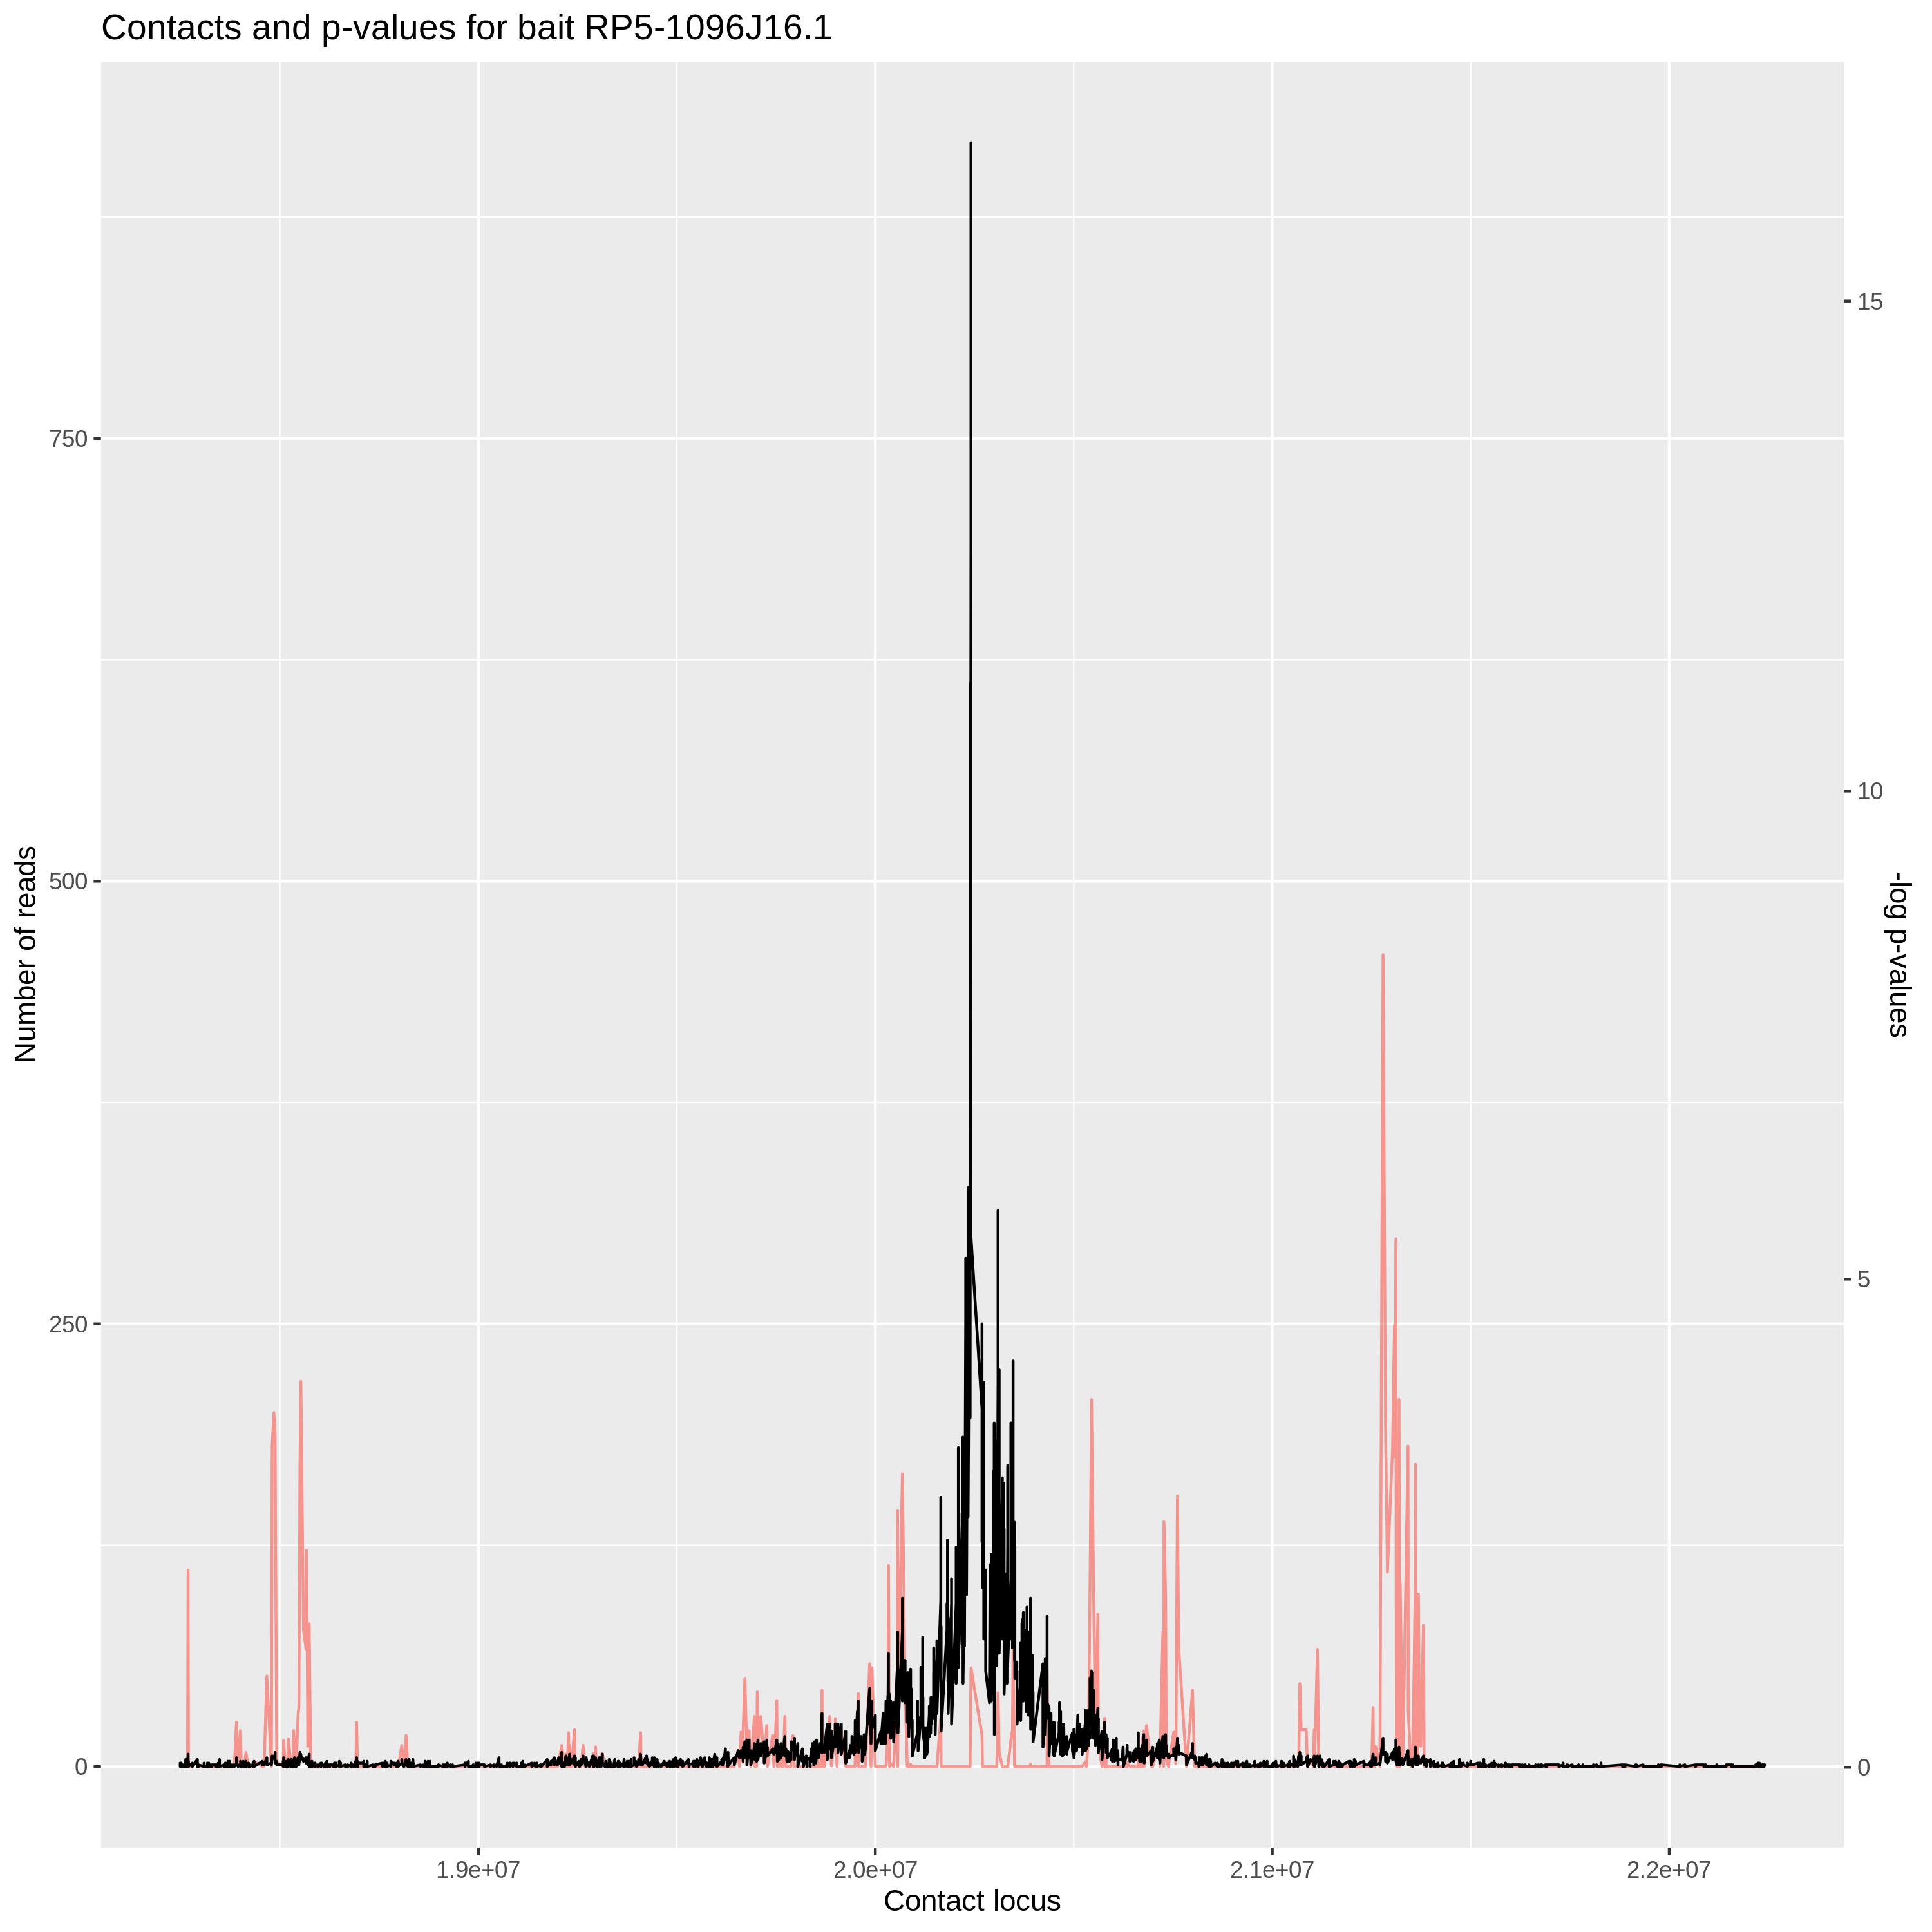 Contacts and p-values for bait RP5-1096J16.1
Number of reads
750
500
250
0
15
10
5
0
-log p-values
1.9e+07 2.0e+07 2.1e+07 2.2e+07
Contact locus